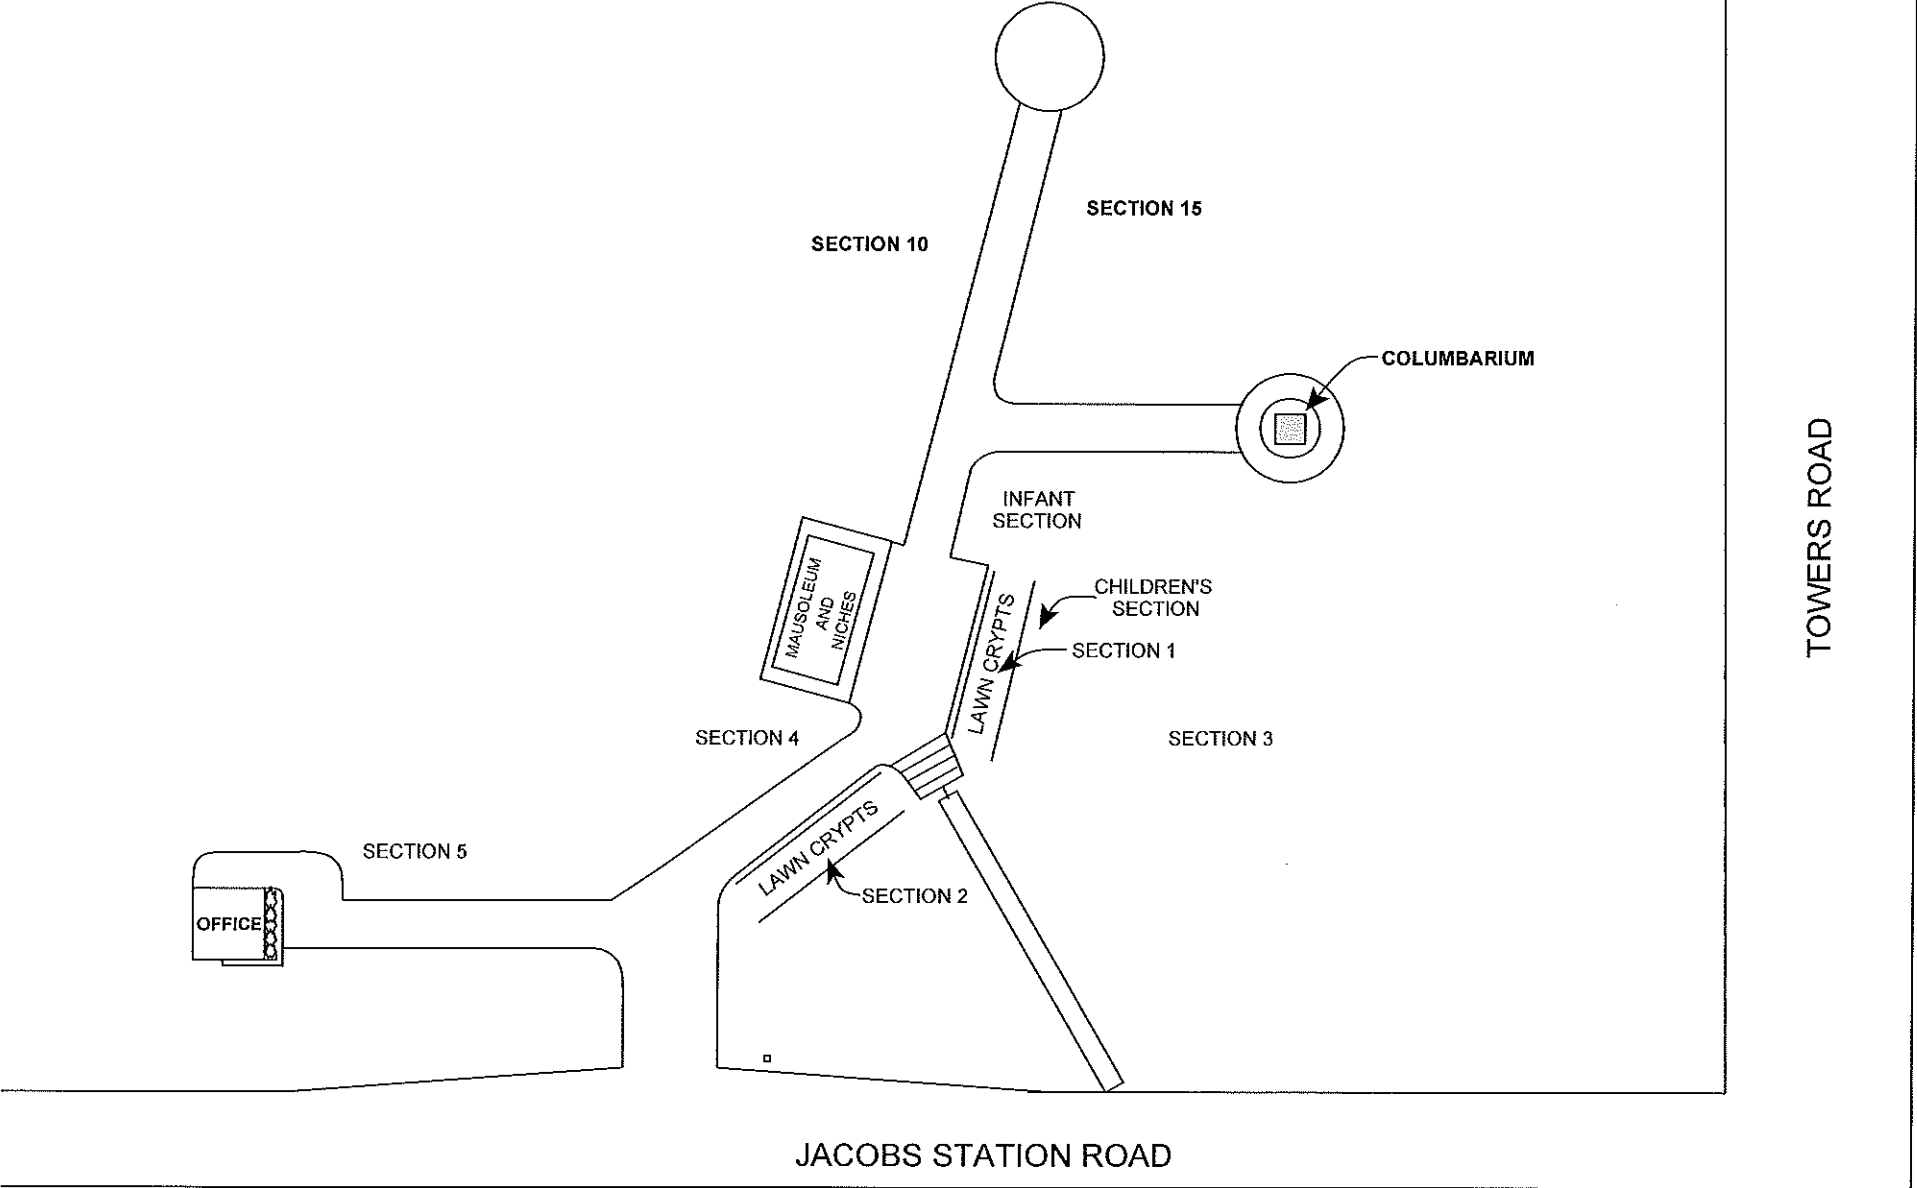 SECTION 15
SECTION 10
COLUMBARIUM
TOWERS ROAD
INFANT
SECTION
MAUSOLEUM
AND
NICHES
CHILDREN'S
SECTION
LAWN CRYPTS
SECTION 1
SECTION 4
SECTION 3
LAWN CRYPTS
SECTION 5
SECTION 2
OFFICE
JACOBS STATION ROAD